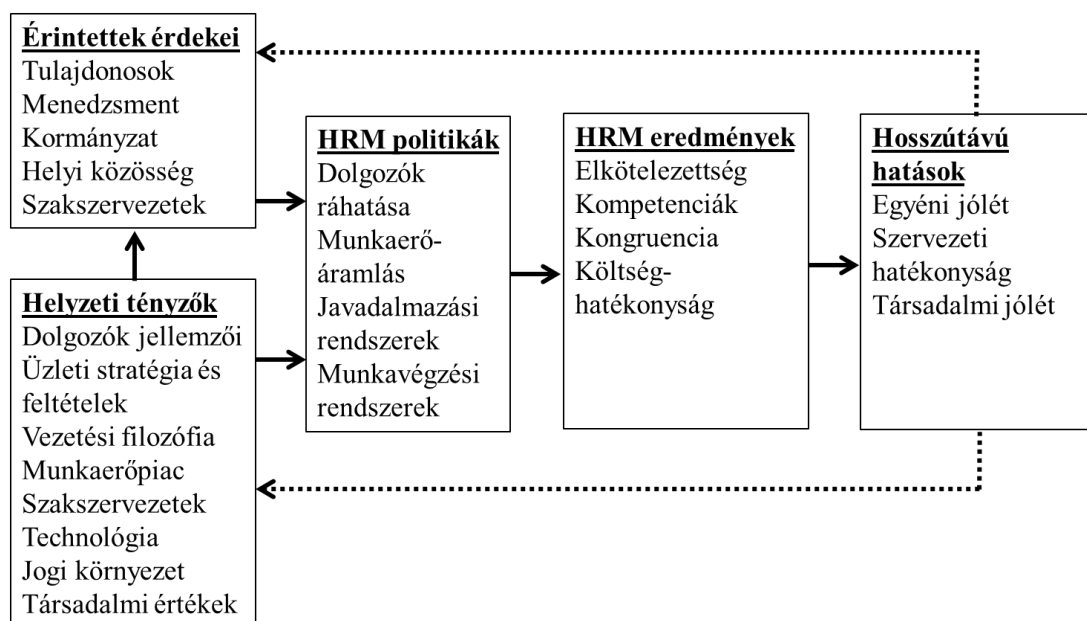 Érintettek érdekei
Tulajdonosok
Menedzsment
Kormányzat
Helyi közösség
Szakszervezetek
Helyzeti tényzők
Dolgozók jellemzői
Üzleti stratégia és
feltételek
Vezetési filozófia
Munkaerőpiac
Szakszervezetek
Technológia
Jogi környezet
Társadalmi értékek
HRM politikák
Dolgozók
ráhatása
Munkaerő-
áramlás
Javadalmazási
rendszerek
Munkavégzési
rendszerek
HRM eredmények
Elkötelezettség
Kompetenciák
Kongruencia
Költség-
hatékonyság
Hosszútávú
hatások
Egyéni jólét
Szervezeti
hatékonyság
Társadalmi jólét